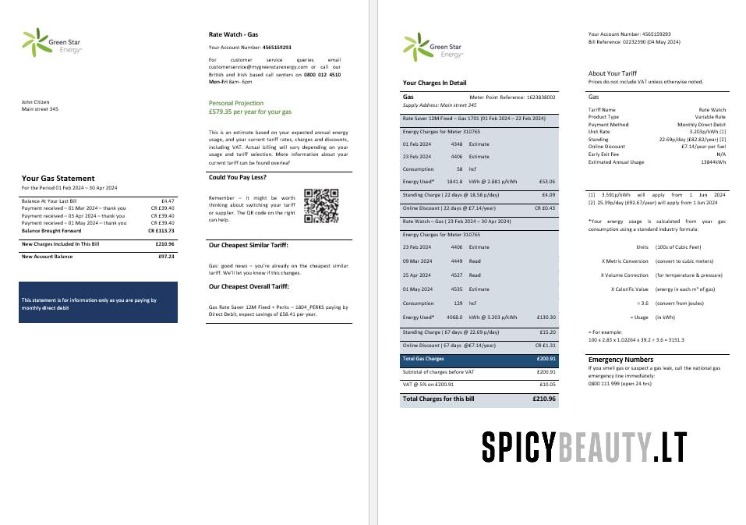 Green Star
Energy
John Citizen
Main street 345
Your Gas Statement
For the Period 01 Feb 2024 – 30 Apr 2024
Balance At Your Last Bill £4.47
Payment received – 01 Mar 2024 – thank you CR £39.40
Payment received – 03 Apr 2024 – thank you CR £39.40
Payment received – 01 May 2024 – thank you CR £39.40
Balance Brought Forward CR £113.73
New Charges Included In This Bill £210.96
New Account Balance £97.23
This statement is for information only as you are paying by
monthly direct debit
Rate Watch - Gas
Your Account Number: 4565159293
For customer service queries email
customerservice@mygreenstarenergy.com or call our
British and Irish based call centers on 0800 012 4510
Mon-Fri 8am- 6pm
Personal Projection
£579.35 per year for your gas
This is an estimate based on your expected annual energy
usage, and your current tariff rates, charges and discounts,
including VAT. Actual billing will vary depending on your
usage and tariff selection. More information about your
current tariff can be found overleaf
Could You Pay Less?
Remember – it might be worth
thinking about switching your tariff
or supplier. The QR code on the right
can help.
Our Cheapest Similar Tariff:
Gas: good news – you're already on the cheapest similar
tariff. We'll let you know if this changes.
Our Cheapest Overall Tariff:
Gas Rate Saver 12M Fixed + Perks – 1804_PERKS paying by
Direct Debit, expect savings of £38.41 per year.
Green Star
Energy
Your Charges In Detail
Gas Meter Point Reference: 1623838002
Supply Address: Main street 345
Rate Saver 12M Fixed – Gas 1701 (01 Feb 2024 – 22 Feb 2024)
Energy Charges for Meter 310765
01 Feb 2024 4348 Estimate
23 Feb 2024 4406 Estimate
Consumption 58 hcf
Energy Used* 1841.8 kWh @ 2.881 p/kWh £53.06
Standing Charge ( 22 days @ 18.58 p/day) £4.09
Online Discount ( 22 days @ £7.14/year) CR £0.43
Rate Watch – Gas ( 23 Feb 2024 – 30 Apr 2024)
Energy Charges for Meter 310765
23 Feb 2024 4406 Estimate
09 Mar 2024 4449 Read
25 Apr 2024 4527 Read
01 May 2024 4535 Estimate
Consumption 129 hcf
Energy Used* 4068.0 kWh @ 3.203 p/kWh £130.30
Standing Charge ( 67 days @ 22.69 p/day) £15.20
Online Discount ( 67 days @£7.14/year) CR £1.31
Total Gas Charges £200.91
Subtotal of charges before VAT £200.91
VAT @ 5% on £200.91 £10.05
Total Charges for this bill £210.96
Your Account Number: 4565159293
Bill Reference: 02232590 (04 May 2024)
About Your Tariff
Prices do not include VAT unless otherwise noted.
Gas
Tariff Name Rate Watch
Product Type Variable Rate
Payment Method Monthly Direct Debit
Unit Rate 3.203p/kWh [1]
Standing 22.69p/day (£82.82/year) [2]
Online Discount £7.14/year per fuel
Early Exit Fee N/A
Estimated Annual Usage 13844kWh
[1] 3.591p/kWh will apply from 1 Jun 2024
[2] 25.39p/day (£92.67/year) will apply from 1 Jun 2024
*Your energy usage is calculated from your gas
consumption using a standard industry formula:
Units (100s of Cubic Feet)
X Metric Conversion (convert to cubic meters)
X Volume Correction (for temperature & pressure)
X Calorific Value (energy in each m³ of gas)
÷ 3.6 (convert from joules)
= Usage (in kWh)
= For example:
100 x 2.83 x 1.02264 x 39.2 ÷ 3.6 = 3151.3
Emergency Numbers
If you smell gas or suspect a gas leak, call the national gas
emergency line immediately:
0800 111 999 (open 24 hrs)
SPICYBEAUTY.LT